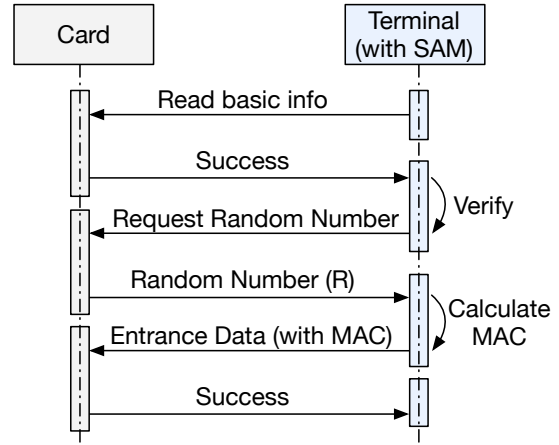 Card
Terminal
(with SAM)
Read basic info
Success
Verify
Request Random Number
Random Number (R)
Calculate
MAC
Entrance Data (with MAC)
Success